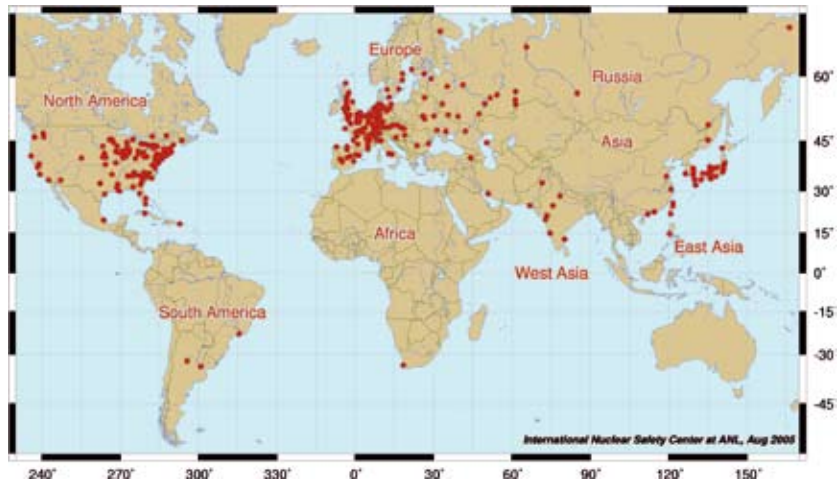 Europe
Russia
North America
Asia
Africa
East Asia
West Asia
South America
International Nuclear Safety Center at ANL, Aug 2005
60°
45°
30°
15°
0°
-15
-30
-45
240°
270°
300°
330°
0°
30°
60°
90°
120°
150°